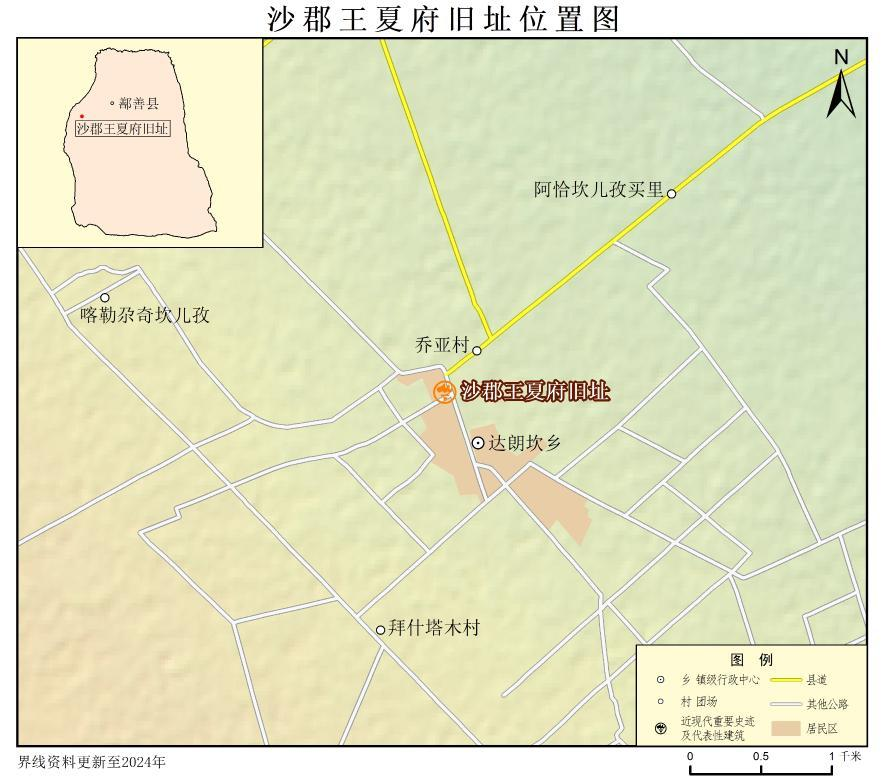 沙郡王夏府旧址位置图
鄯善县
沙郡王夏府旧址
N
阿恰坎儿孜买里
喀勒尕奇坎儿孜
乔亚村
沙郡王夏府旧址
达朗坎乡
拜什塔木村
图 例
乡 镇级行政中心
县道
村 团场
其他公路
近现代重要史迹
及代表性建筑
居民区
界线资料更新至2024年
0 0.5 1 千米